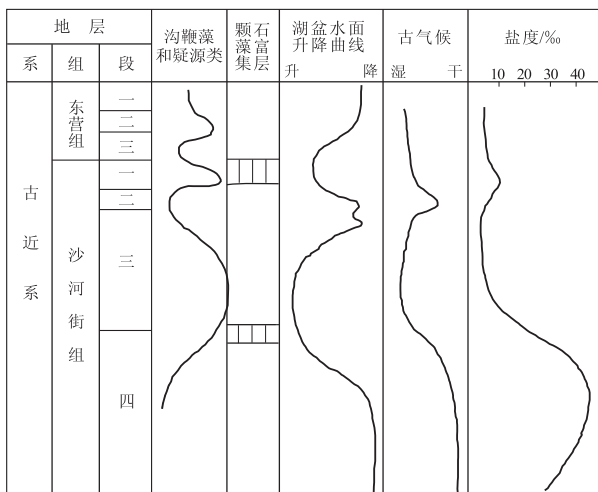 地 层
系
组
段
沟鞭藻
和疑源类
颗石
藻富
集层
湖盆水面
升降曲线
升 降
古气候
湿 干
盐度/‰
10 20 30 40
古近系
东营组
一
二
三
沙河街组
一
二
三
四